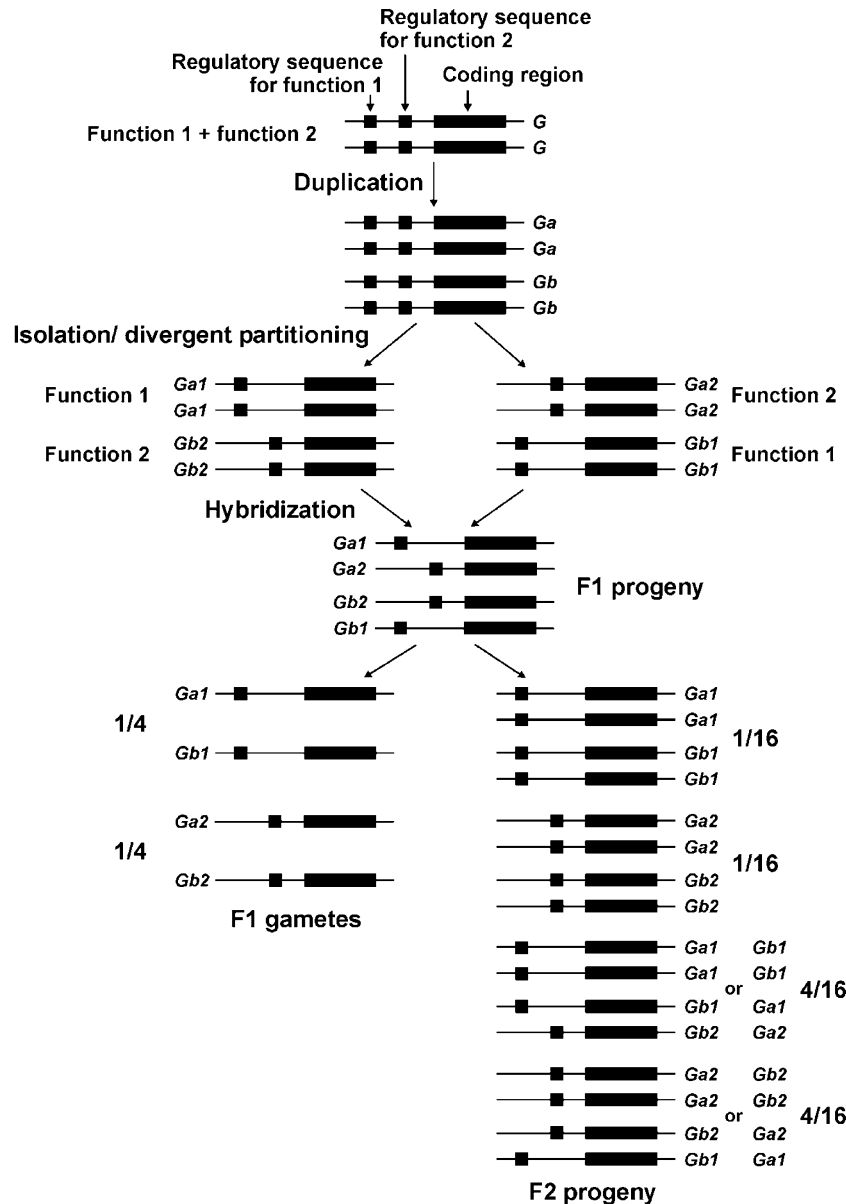 Regulatory sequence
for function 2
Regulatory sequence
for function 1
Coding region
Function 1 + function 2
G
G
Duplication
Ga
Ga
Gb
Gb
Isolation/ divergent partitioning
Function 1
Ga1
Ga1
Function 2
Gb2
Gb2
Ga2
Ga2
Function 2
Gb1
Gb1
Function 1
Hybridization
Ga1
Ga2
Gb2
Gb1
F1 progeny
1/4
Ga1
Gb1
1/4
Ga2
Gb2
F1 gametes
Ga1
Ga1
Gb1
Gb1
1/16
Ga2
Ga2
Gb2
Gb2
1/16
Ga1 Gb1
Ga1 Gb1
or
Gb1 Ga1
Gb2 Ga2
4/16
Ga2 Gb2
Ga2 Gb2
or
Gb2 Ga2
Gb1 Ga1
4/16
F2 progeny